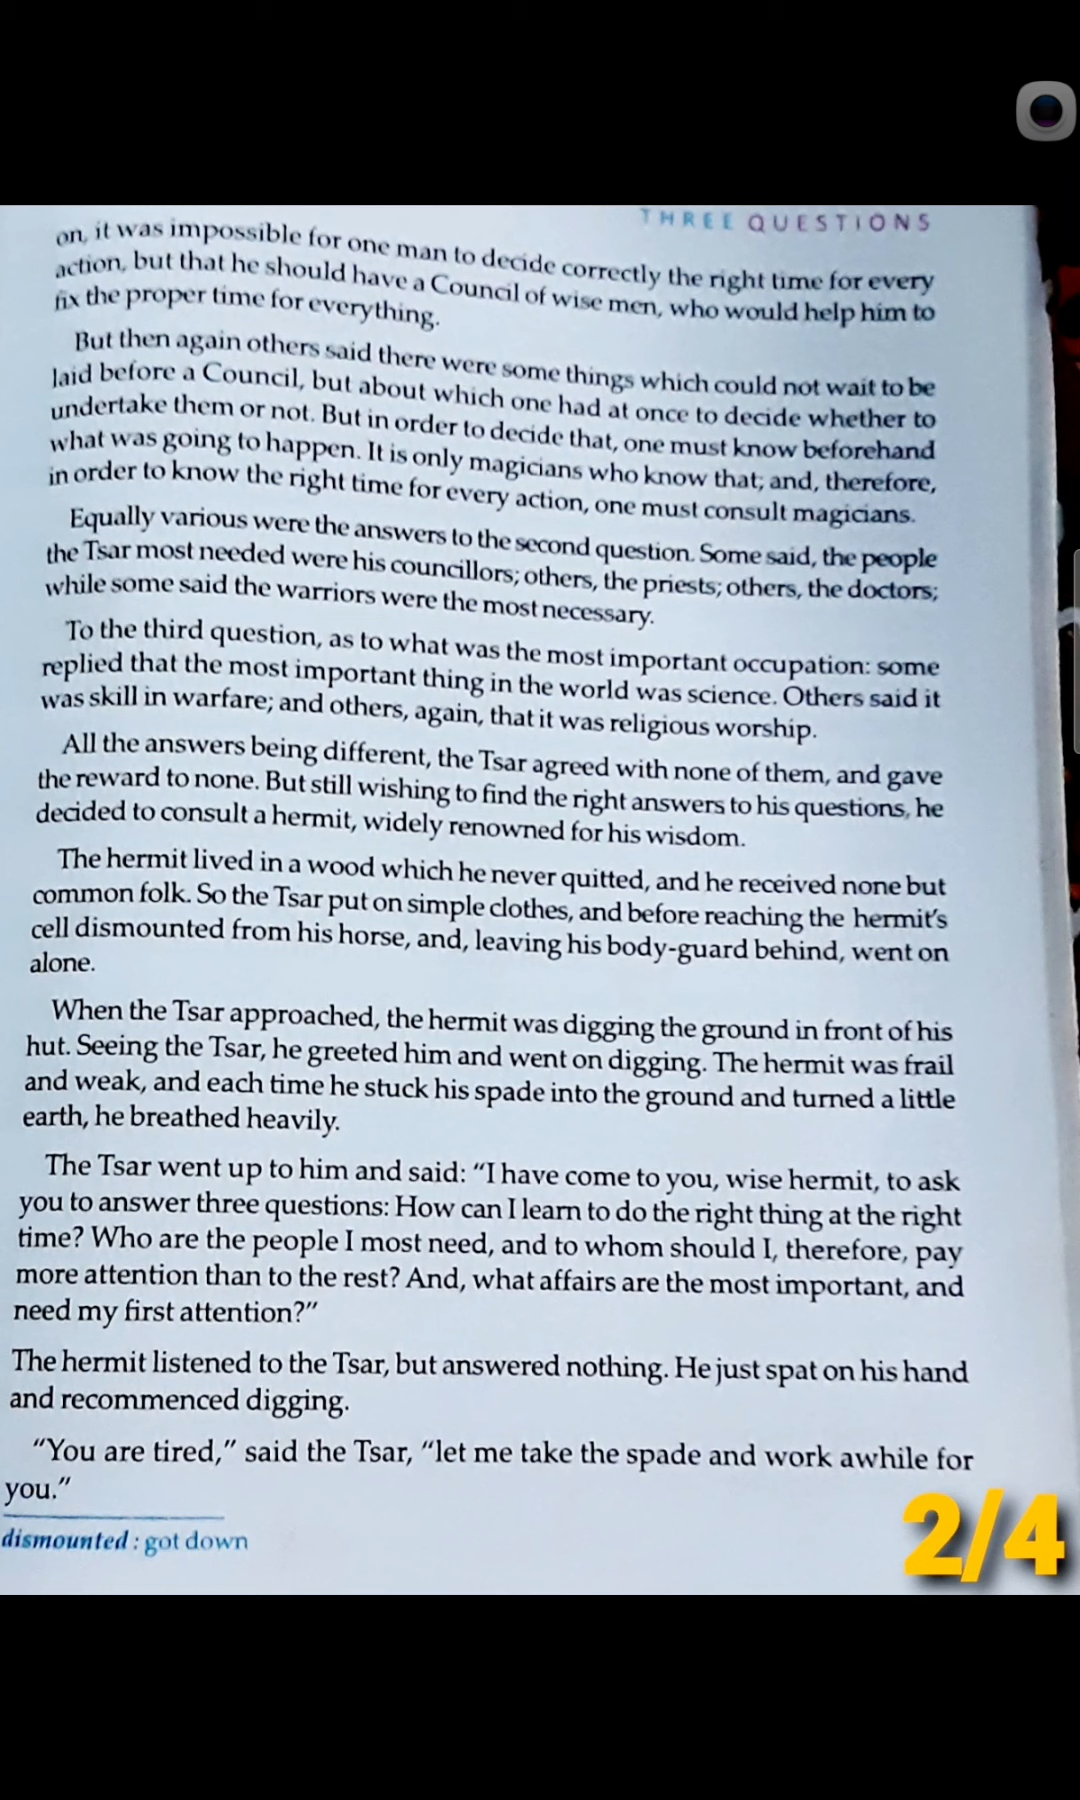 THREE QUESTIONS
on, it was impossible for one man to decide correctly the right time for every
action, but that he should have a Council of wise men, who would help him to
fix the proper time for everything.
But then again others said there were some things which could not wait to be
laid before a Council, but about which one had at once to decide whether to
undertake them or not. But in order to decide that, one must know beforehand
what was going to happen. It is only magicians who know that; and, therefore,
in order to know the right time for every action, one must consult magicians.
Equally various were the answers to the second question. Some said, the people
the Tsar most needed were his councillors; others, the priests; others, the doctors;
while some said the warriors were the most necessary.
To the third question, as to what was the most important occupation: some
replied that the most important thing in the world was science. Others said it
was skill in warfare; and others, again, that it was religious worship.
All the answers being different, the Tsar agreed with none of them, and gave
the reward to none. But still wishing to find the right answers to his questions, he
decided to consult a hermit, widely renowned for his wisdom.
The hermit lived in a wood which he never quitted, and he received none but
common folk. So the Tsar put on simple clothes, and before reaching the hermit's
cell dismounted from his horse, and, leaving his body-guard behind, went on
alone.
When the Tsar approached, the hermit was digging the ground in front of his
hut. Seeing the Tsar, he greeted him and went on digging. The hermit was frail
and weak, and each time he stuck his spade into the ground and turned a little
earth, he breathed heavily.
The Tsar went up to him and said: "I have come to you, wise hermit, to ask
you to answer three questions: How can I learn to do the right thing at the right
time? Who are the people I most need, and to whom should I, therefore, pay
more attention than to the rest? And, what affairs are the most important, and
need my first attention?"
The hermit listened to the Tsar, but answered nothing. He just spat on his hand
and recommenced digging.
"You are tired," said the Tsar, "let me take the spade and work awhile for
you."
dismounted : got down
2/4